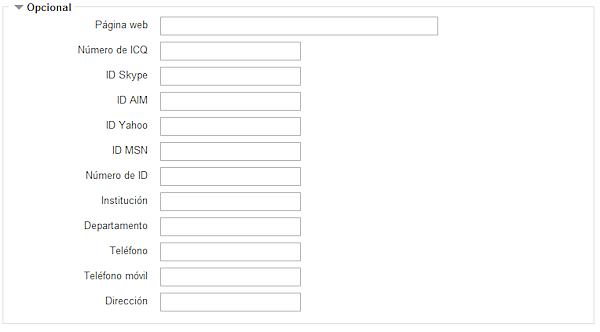 Opcional
Página web
Número de ICQ
ID Skype
ID AIM
ID Yahoo
ID MSN
Número de ID
Institución
Departamento
Teléfono
Teléfono móvil
Dirección